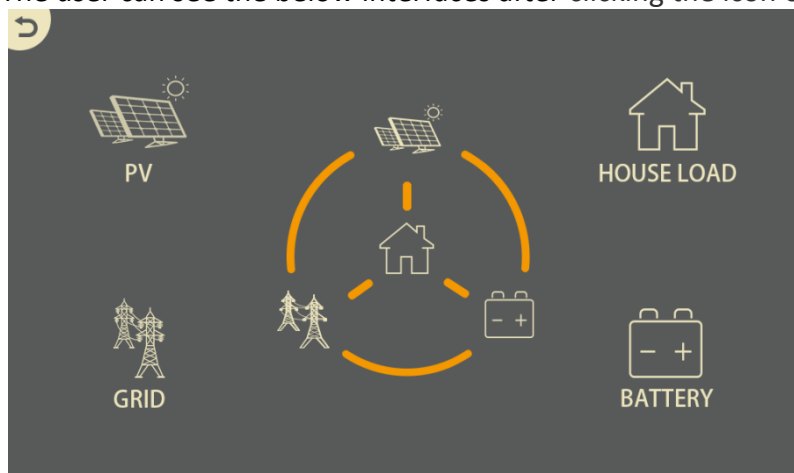 The user can see the below interfaces after clicking the icon
PV
HOUSE LOAD
GRID
BATTERY